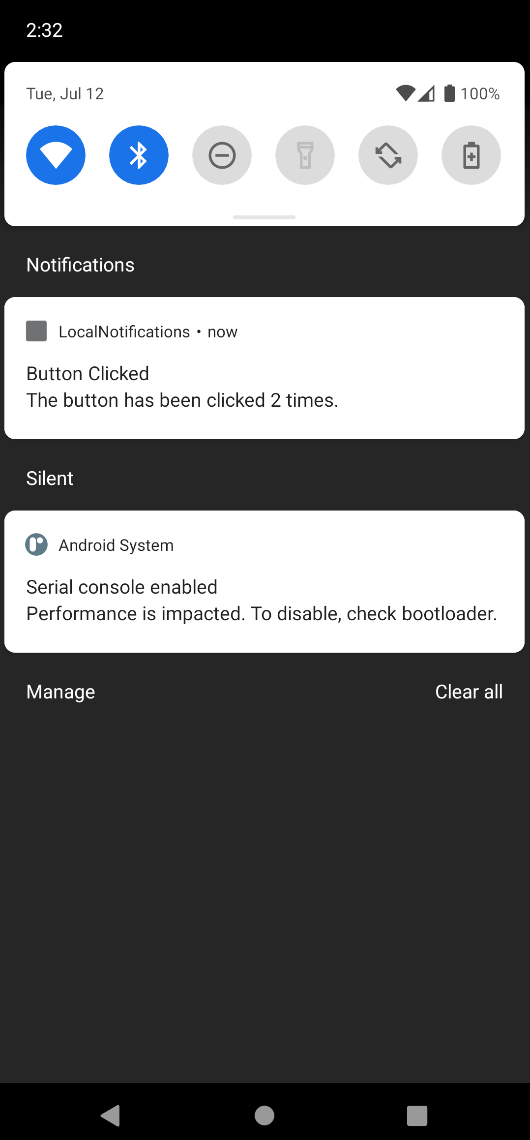 2:32
Tue, Jul 12 100%
Notifications
LocalNotifications • now
Button Clicked
The button has been clicked 2 times.
Silent
Android System
Serial console enabled
Performance is impacted. To disable, check bootloader.
Manage Clear all